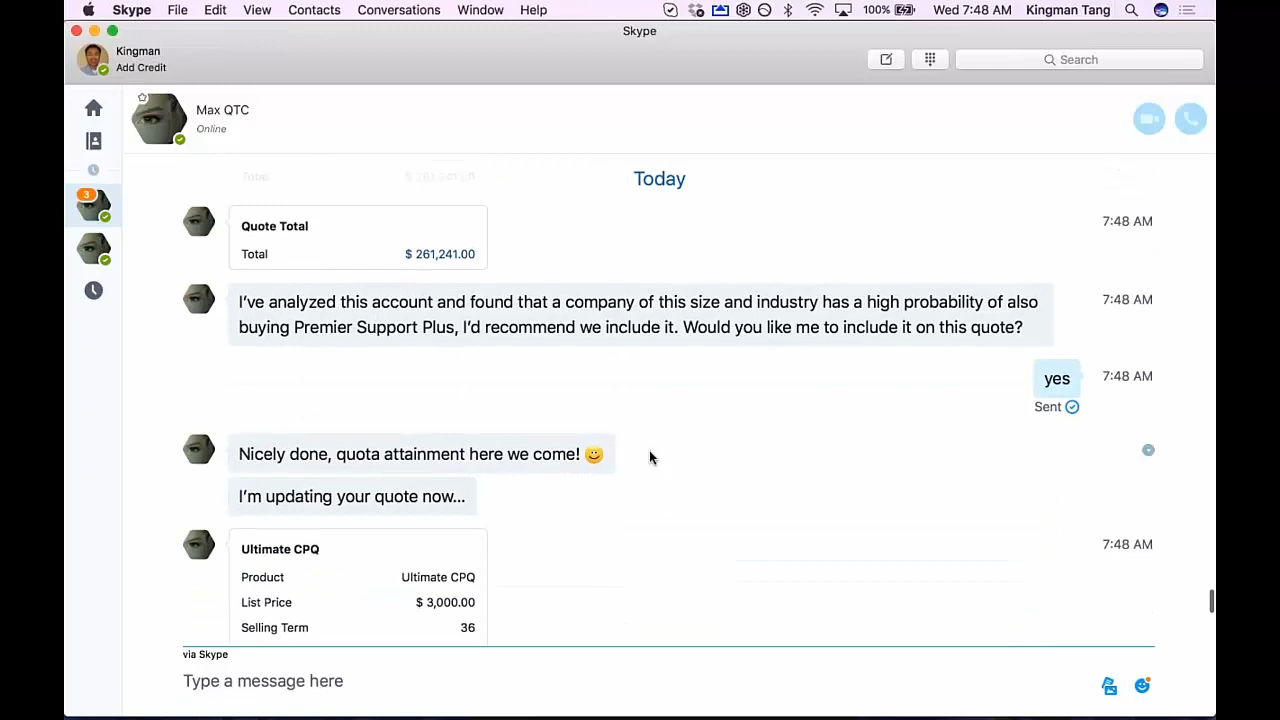 Skype File Edit View Contacts Conversations Window Help 100% Wed 7:48 AM Kingman Tang
Skype
Kingman
Add Credit
Search
Max QTC
Online
Total $ 261,241.00
Today
Quote Total
7:48 AM
Total $ 261,241.00
I’ve analyzed this account and found that a company of this size and industry has a high probability of also
7:48 AM
buying Premier Support Plus, I’d recommend we include it. Would you like me to include it on this quote?
yes
7:48 AM
Sent
3
Nicely done, quota attainment here we come!
I’m updating your quote now...
Ultimate CPQ
7:48 AM
Product Ultimate CPQ
List Price $ 3,000.00
Selling Term 36
via Skype
Type a message here